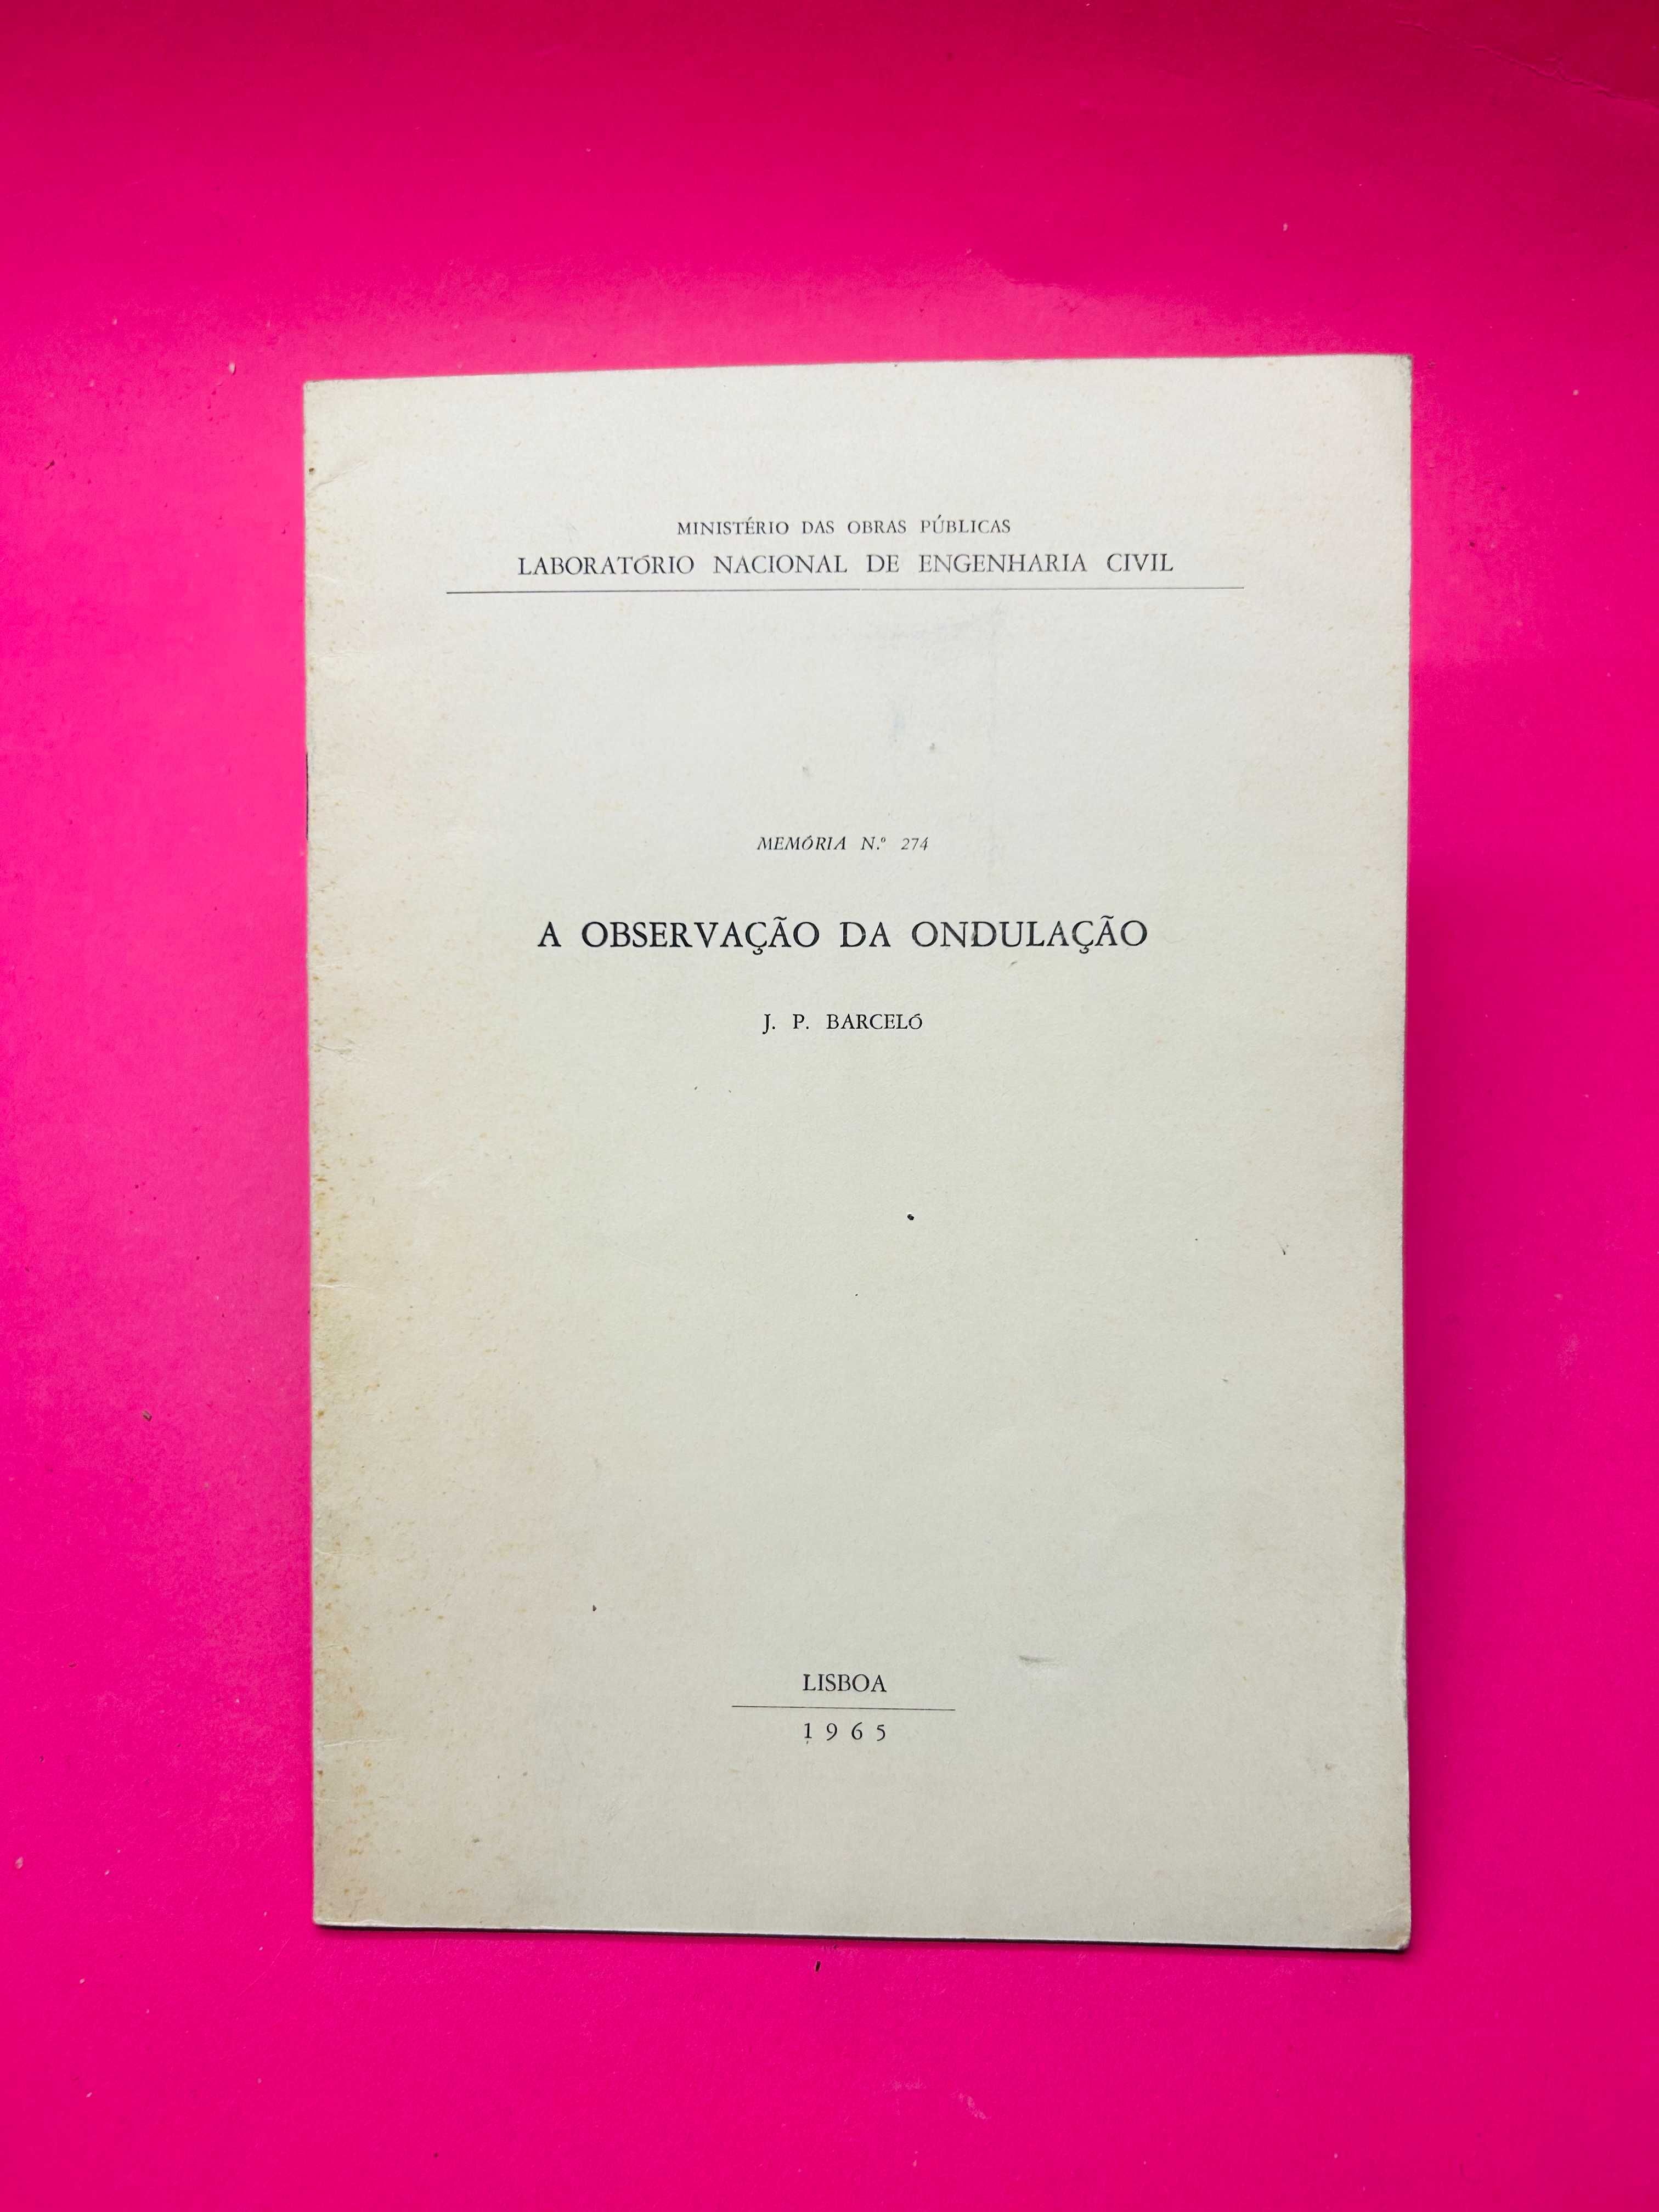 MINISTÉRIO DAS OBRAS PÚBLICAS
LABORATÓRIO NACIONAL DE ENGENHARIA CIVIL
MEMÓRIA N.º 274
A OBSERVAÇÃO DA ONDULAÇÃO
J. P. BARCELÓ
LISBOA
1965